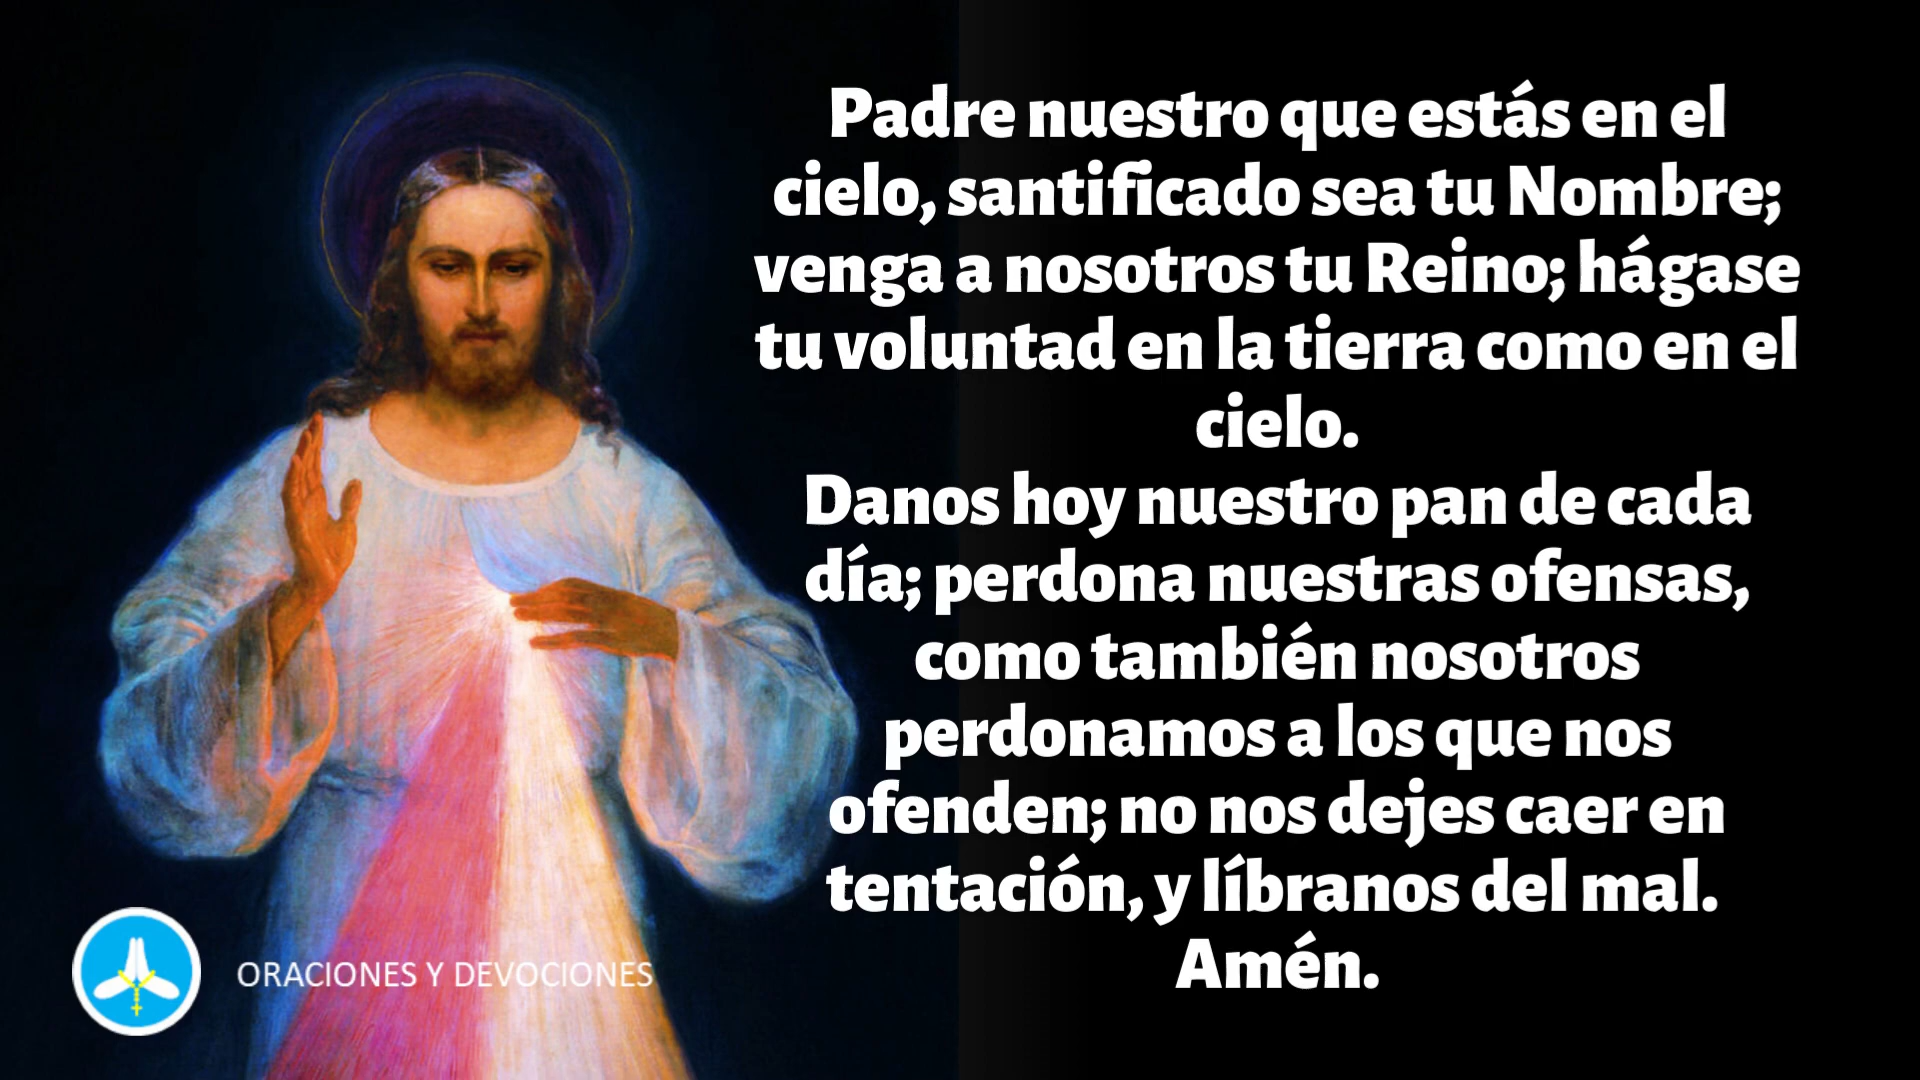 Padre nuestro que estás en el
cielo, santificado sea tu Nombre;
venga a nosotros tu Reino; hágase
tu voluntad en la tierra como en el
cielo.
Danos hoy nuestro pan de cada
día; perdona nuestras ofensas,
como también nosotros
perdonamos a los que nos
ofenden; no nos dejes caer en
tentación, y líbranos del mal.
Amén.
ORACIONES Y DEVOCIONES